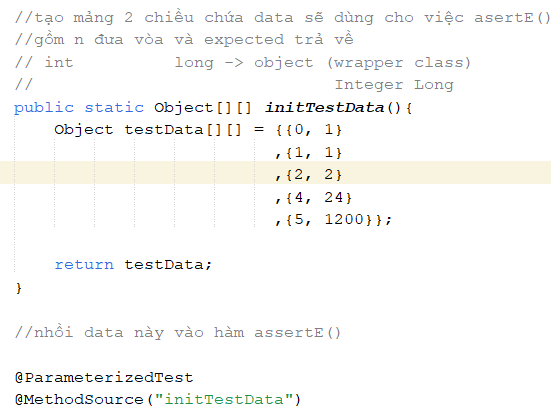 //tạo mảng 2 chiều chứa data sẽ dùng cho việc asertE()
//gồm n đưa vòa và expected trả về
// int          long -> object (wrapper class)
//                              Integer Long
public static Object[][] initTestData(){
    Object testData[][] = {{0, 1}
                          ,{1, 1}
                          ,{2, 2}
                          ,{4, 24}
                          ,{5, 1200}};
    return testData;
}
//nhồi data này vào hàm assertE()
@ParameterizedTest
@MethodSource("initTestData")